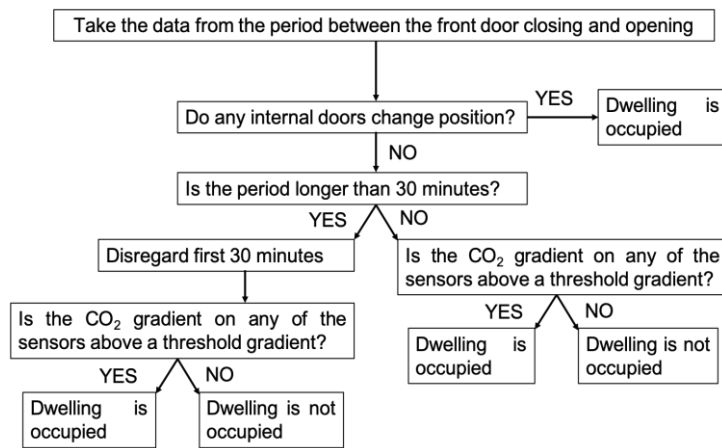 Take the data from the period between the front door closing and opening
Do any internal doors change position?
YES
Dwelling is
occupied
NO
Is the period longer than 30 minutes?
YES
NO
Disregard first 30 minutes
Is the CO₂ gradient on any of the
sensors above a threshold gradient?
Is the CO₂ gradient on any of the
sensors above a threshold gradient?
YES
NO
Dwelling is
occupied
Dwelling is not
occupied
YES
NO
Dwelling is
occupied
Dwelling is not
occupied